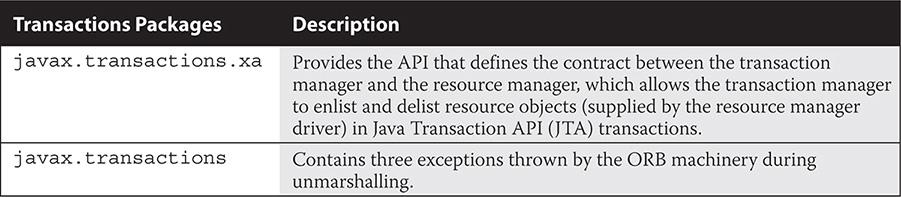 Transactions Packages Description
javax.transactions.xa Provides the API that defines the contract between the transaction
manager and the resource manager, which allows the transaction manager
to enlist and delist resource objects (supplied by the resource manager
driver) in Java Transaction API (JTA) transactions.
javax.transactions Contains three exceptions thrown by the ORB machinery during
unmarshalling.